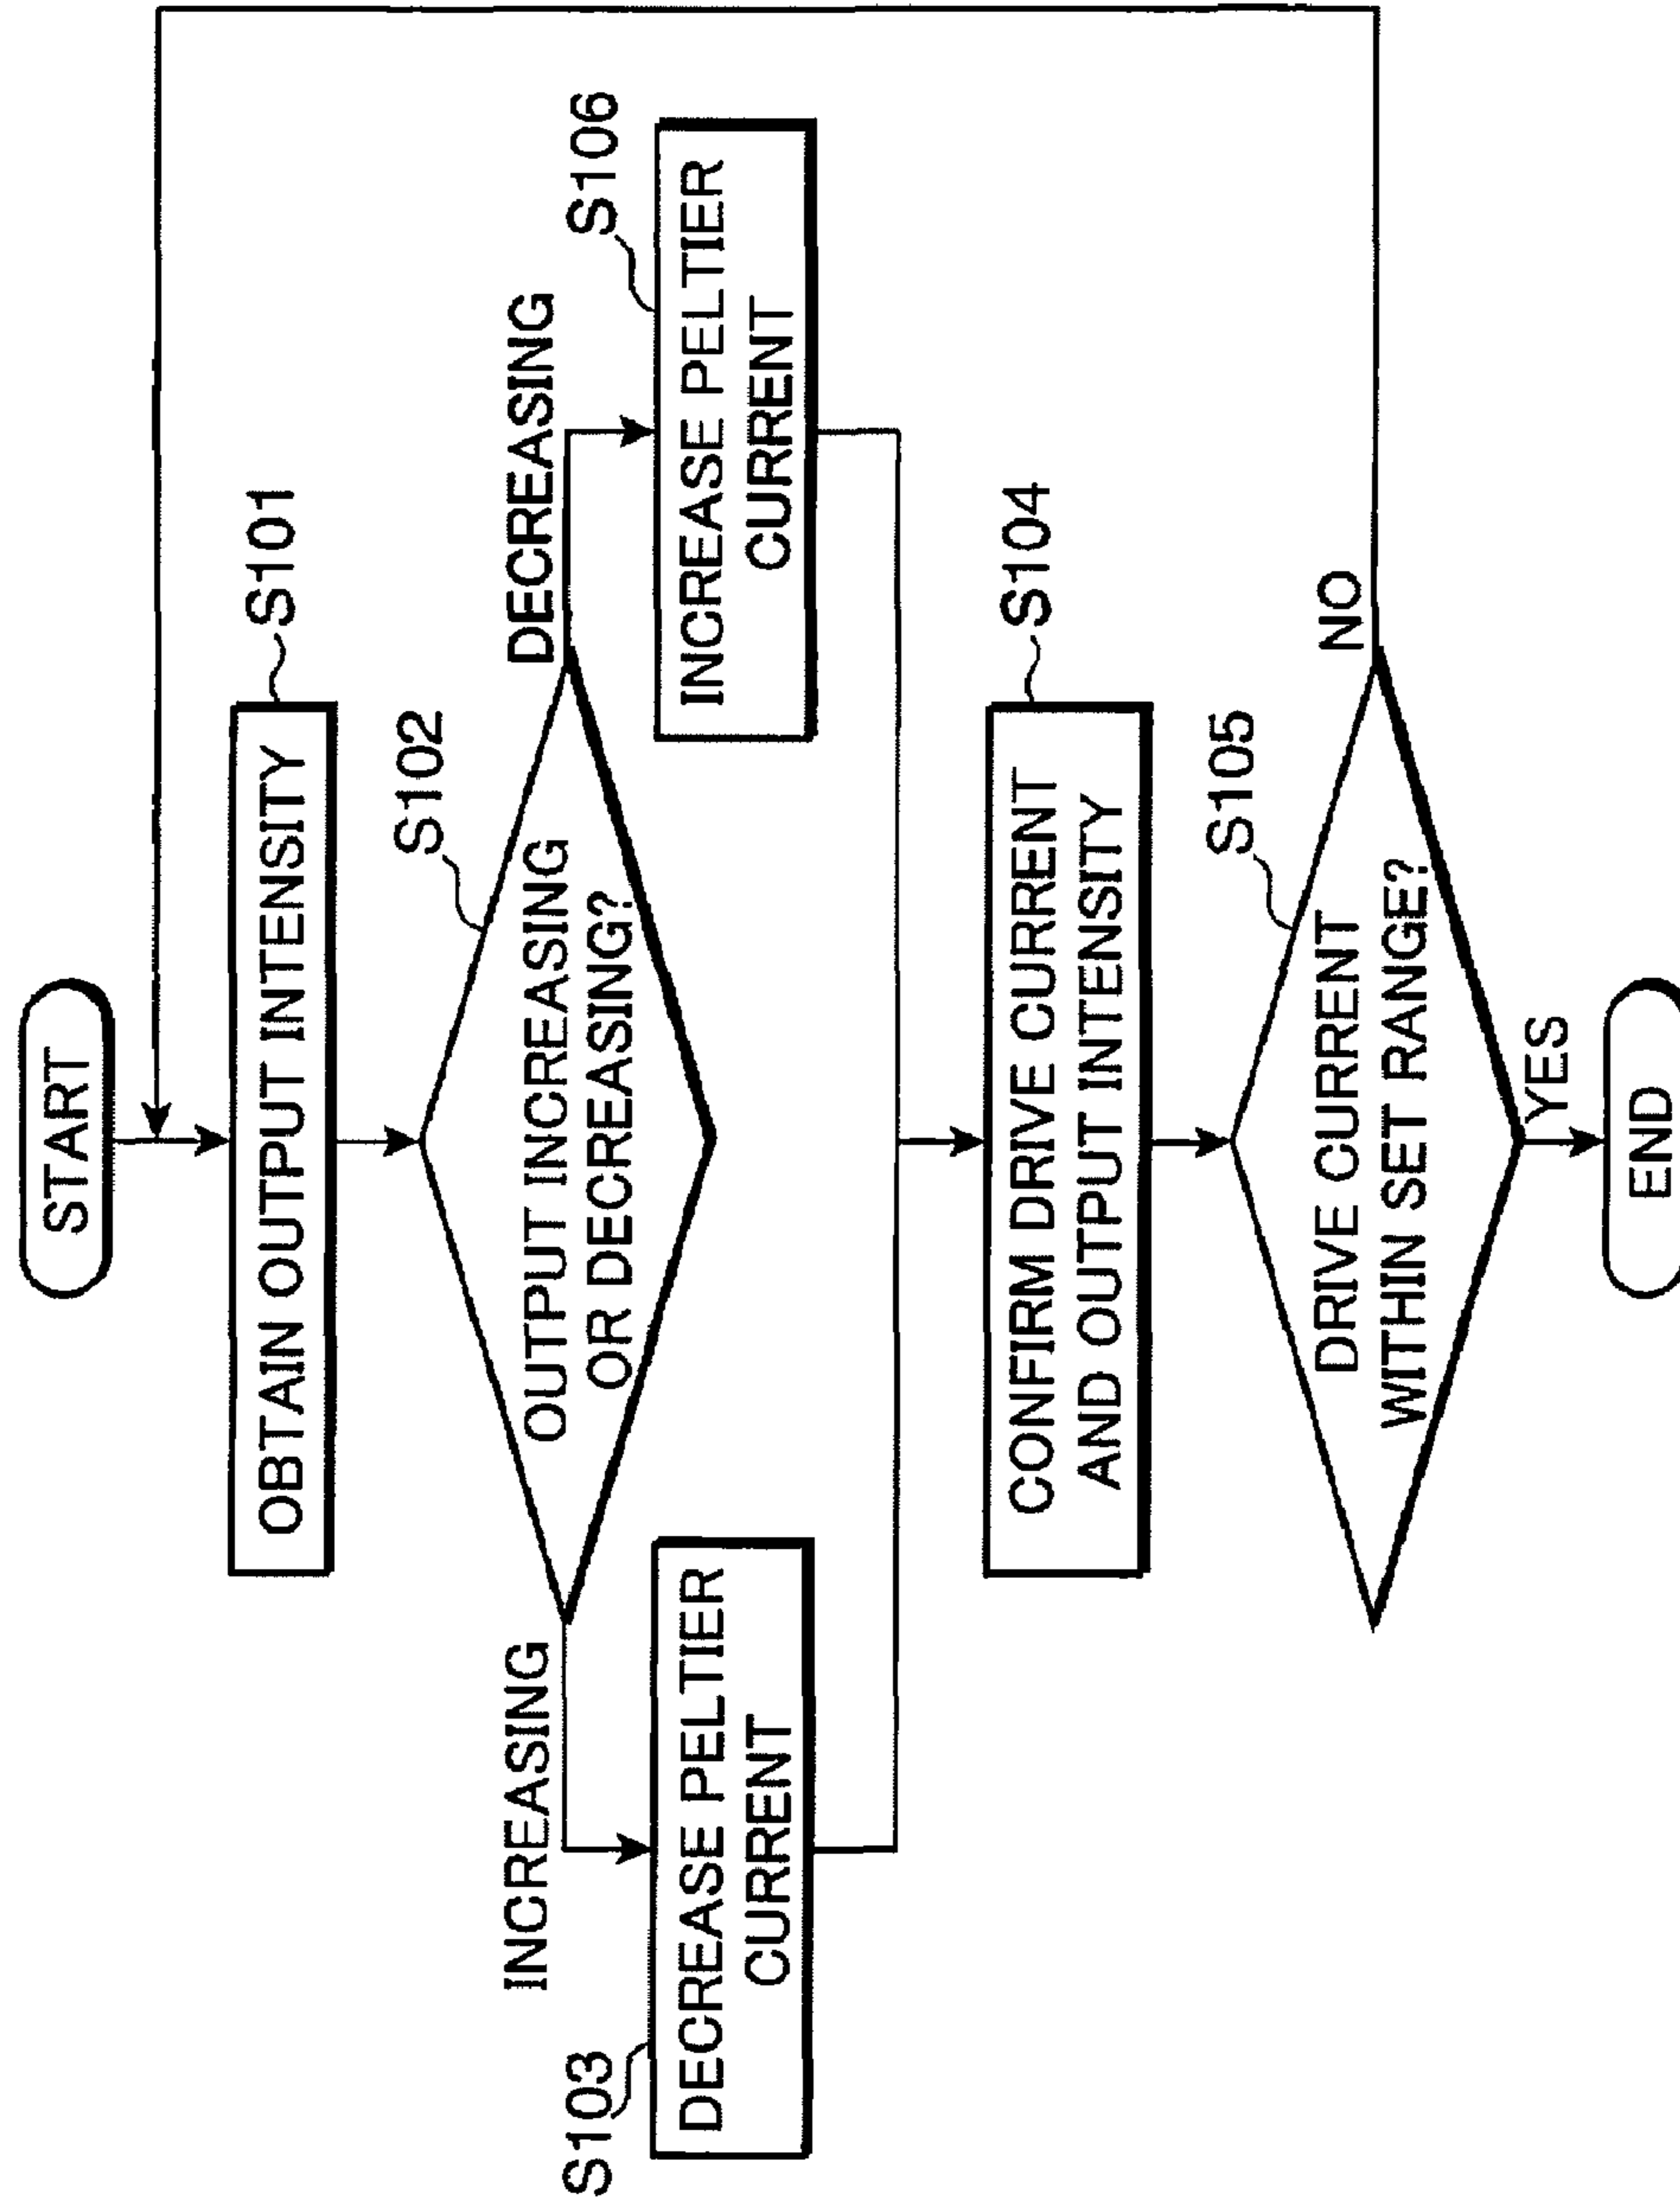 START
OBTAIN OUTPUT INTENSITY
S101
OUTPUT INCREASING
OR DECREASING?
S102
INCREASING
DECREASING
S103
DECREASE PELTIER
CURRENT
INCREASE PELTIER
CURRENT
S106
CONFIRM DRIVE CURRENT
AND OUTPUT INTENSITY
S104
DRIVE CURRENT
WITHIN SET RANGE?
S105
NO
YES
END